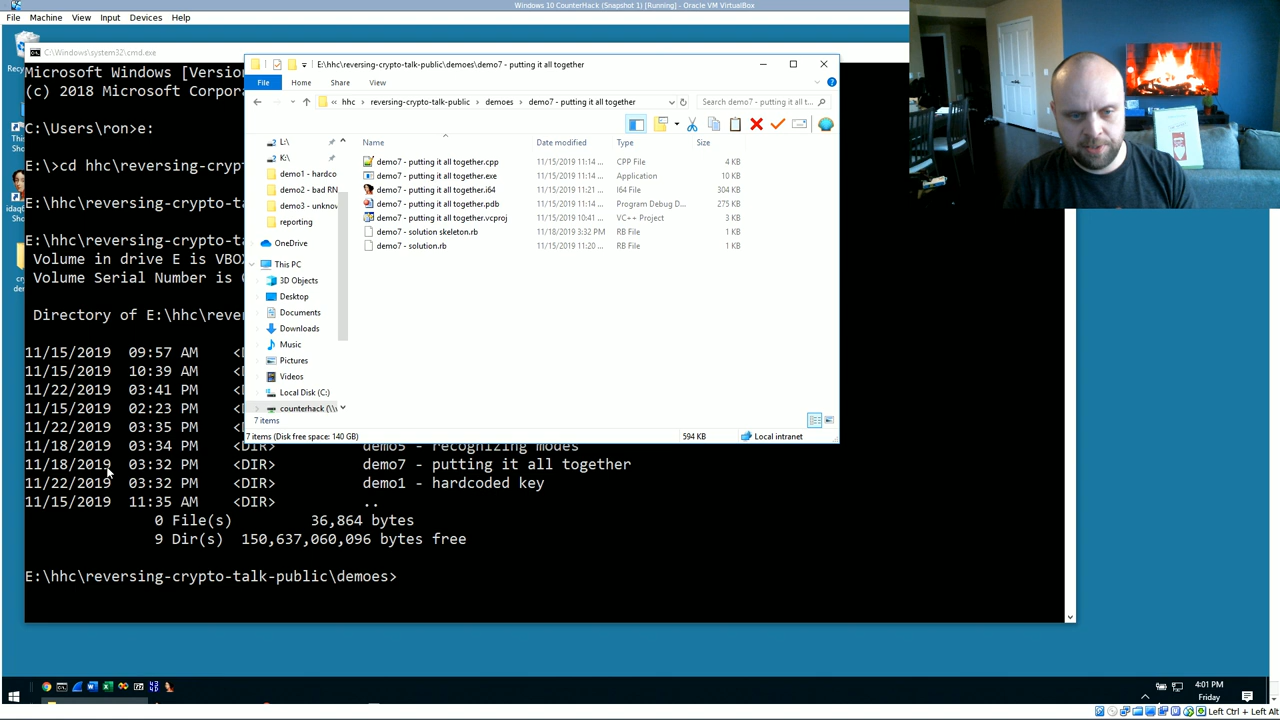 Windows 10 CounterHack (Snapshot 1) [Running] - Oracle VM VirtualBox
File Machine View Input Devices Help
C:\Windows\system32\cmd.exe
Microsoft Windows [Version
(c) 2018 Microsoft Corpora
C:\Users\ron>e:
E:\>cd hhc\reversing-cryp
E:\hhc\reversing-crypto-t
E:\hhc\reversing-crypto-t
Volume in drive E is VBO
Volume Serial Number is
Directory of E:\hhc\rever
11/15/2019 09:57 AM <D
11/15/2019 10:39 AM <D
11/22/2019 03:41 PM <D
11/15/2019 02:23 PM <D
11/22/2019 03:35 PM <D
11/18/2019 03:34 PM <DIR> demo5 - recognizing modes
11/18/2019 03:32 PM <DIR> demo7 - putting it all together
11/22/2019 03:32 PM <DIR> demo1 - hardcoded key
11/15/2019 11:35 AM <DIR> ..
0 File(s) 36,864 bytes
9 Dir(s) 150,637,060,096 bytes free
E:\hhc\reversing-crypto-talk-public\demoes>
E:\hhc\reversing-crypto-talk-public\demoes\demo7 - putting it all together
File Home Share View
« hhc › reversing-crypto-talk-public › demoes › demo7 - putting it all together
Search demo7 - putting it all t...
L:\
K:\
demo1 - hardco
demo2 - bad RN
demo3 - unknow
reporting
OneDrive
This PC
3D Objects
Desktop
Documents
Downloads
Music
Pictures
Videos
Local Disk (C:)
counterhack (\\
Name Date modified Type Size
demo7 - putting it all together.cpp 11/15/2019 11:14 ... CPP File 4 KB
demo7 - putting it all together.exe 11/15/2019 11:14 ... Application 10 KB
demo7 - putting it all together.i64 11/15/2019 11:21 ... I64 File 304 KB
demo7 - putting it all together.pdb 11/15/2019 11:14 ... Program Debug D... 275 KB
demo7 - putting it all together.vcproj 11/15/2019 10:41 ... VC++ Project 3 KB
demo7 - solution skeleton.rb 11/18/2019 3:32 PM RB File 1 KB
demo7 - solution.rb 11/15/2019 11:20 ... RB File 1 KB
7 items
7 items (Disk free space: 140 GB) 594 KB Local intranet
4:01 PM
Friday
Left Ctrl + Left Alt